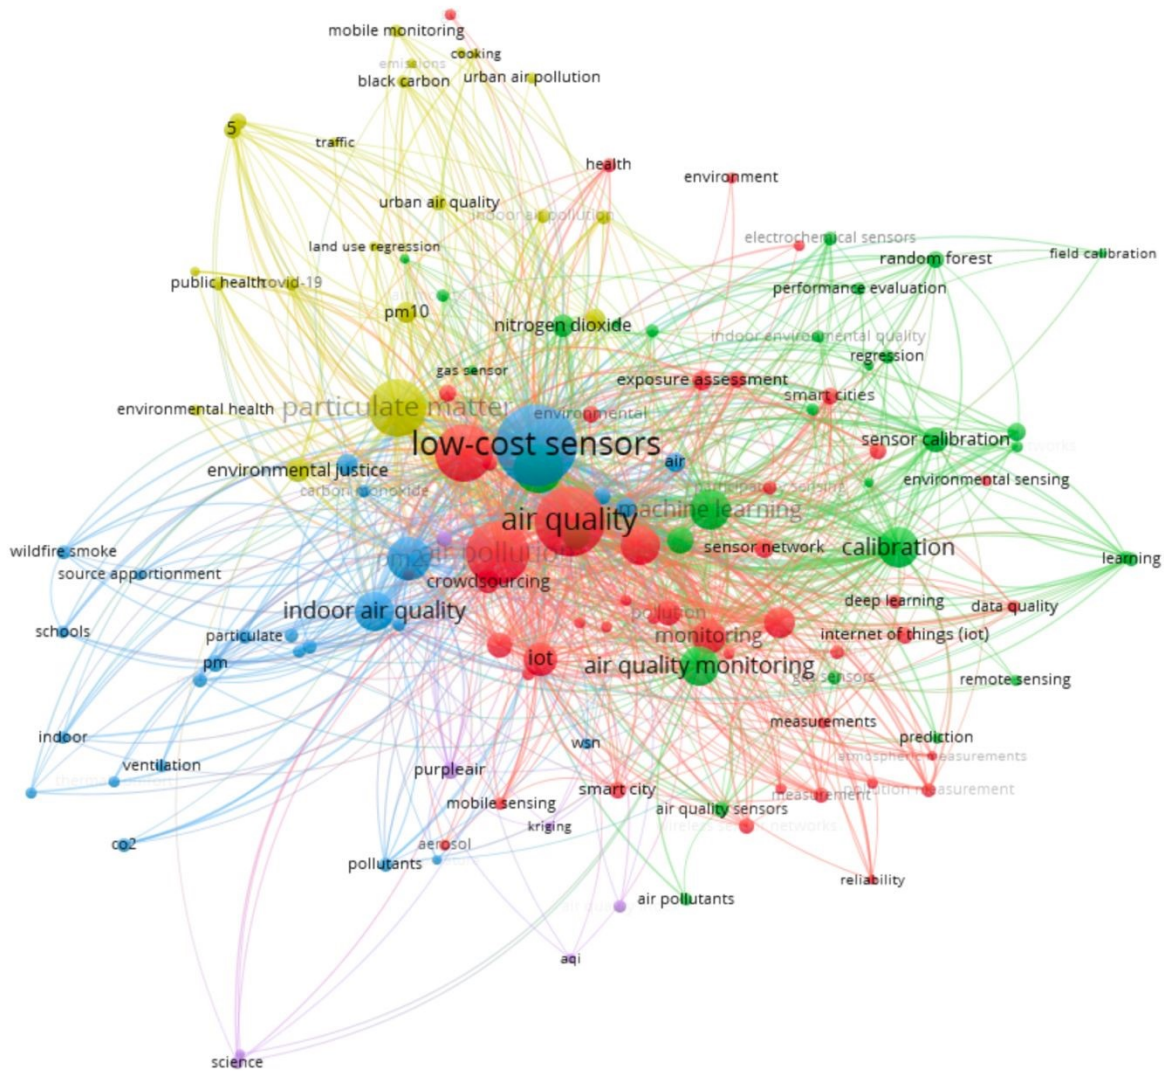 mobile monitoring
cooking
emissions
black carbon
urban air pollution
5
traffic
health
environment
urban air quality
indoor air pollution
electrochemical sensors
land use regression
random forest
field calibration
public health
covid-19
performance evaluation
pm10
nitrogen dioxide
indoor environmental quality
regression
gas sensor
exposure assessment
smart cities
environmental health
particulate matter
environmental
low-cost sensors
sensor calibration
environmental justice
air
environmental sensing
carbon monoxide
machine learning
air quality
wildfire smoke
air pollution
sensor network
calibration
learning
source apportionment
crowdsourcing
deep learning
data quality
indoor air quality
pollution
schools
particulate
monitoring
internet of things (iot)
pm
iot
air quality monitoring
gas sensors
remote sensing
measurements
indoor
wsn
prediction
atmospheric measurements
ventilation
purpleair
smart city
measurement
pollution measurement
mobile sensing
air quality sensors
kriging
wireless sensor networks
co2
aerosol
pollutants
reliability
air pollutants
aqi
science